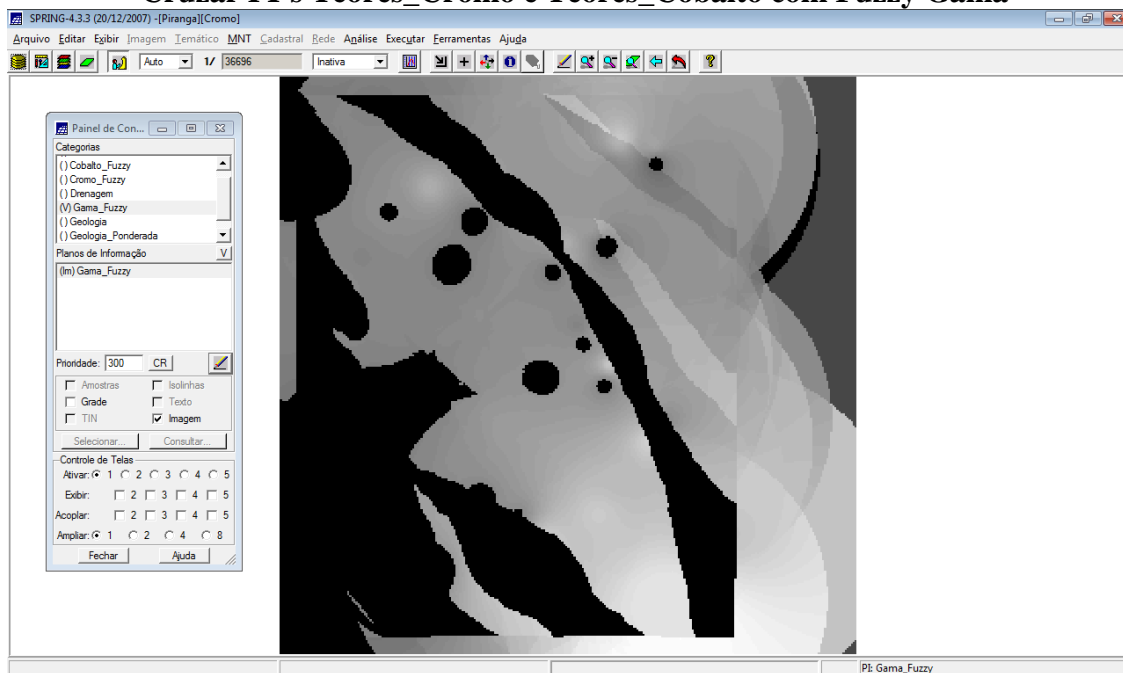 Cruzar PI's Teores_Cromo e Teores_Cobalto com Fuzzy Gama
SPRING-4.3.3 (20/12/2007) -[Piranga][Cromo]
Arquivo Editar Exibir Imagem Temático MNT Cadastral Rede Análise Executar Ferramentas Ajuda
Auto 1/ 36696 Inativa
Painel de Con...
Categorias
( ) Cobalto_Fuzzy
( ) Cromo_Fuzzy
( ) Drenagem
(V) Gama_Fuzzy
( ) Geologia
( ) Geologia_Ponderada
Planos de Informação V
(Im) Gama_Fuzzy
Prioridade: 300 CR
Amostras Isolinhas
Grade Texto
TIN Imagem
Selecionar... Consultar...
Controle de Telas
Ativar: 1 2 3 4 5
Exibir: 2 3 4 5
Acoplar: 2 3 4 5
Ampliar: 1 2 4 8
Fechar Ajuda
PI: Gama_Fuzzy